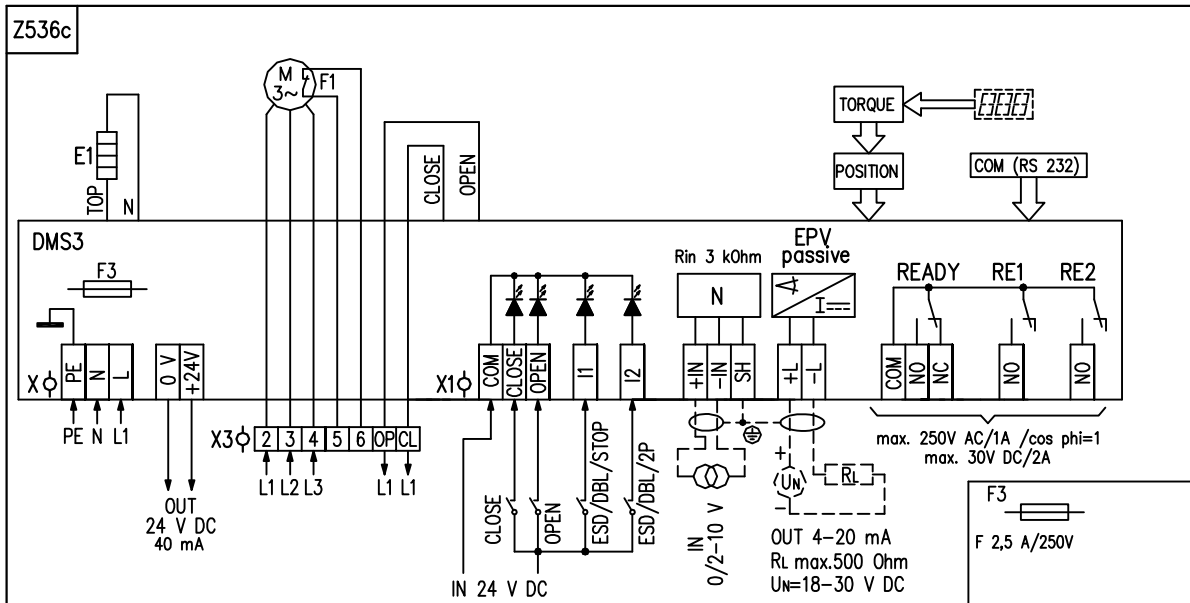 Z536c
M
3~
F1
E1
TOP
N
CLOSE
OPEN
TORQUE
POSITION
COM (RS 232)
DMS3
F3
Rin 3 kOhm
N
EPV
passive
I
READY
RE1
RE2
X
PE
N
L
0 V
+24V
X1
COM
CLOSE
OPEN
I1
I2
+IN
-IN
SH
+L
-L
COM
NO
NC
NO
NO
PE N L1
X3
2
3
4
5
6
OP
CL
L1 L2 L3
L1 L1
OUT
24 V DC
40 mA
CLOSE
OPEN
ESD/DBL/STOP
ESD/DBL/2P
IN 24 V DC
IN
0/2-10 V
+
UN
-
RL
OUT 4-20 mA
RL max.500 Ohm
UN=18-30 V DC
max. 250V AC/1A /cos phi=1
max. 30V DC/2A
F3
F 2,5 A/250V